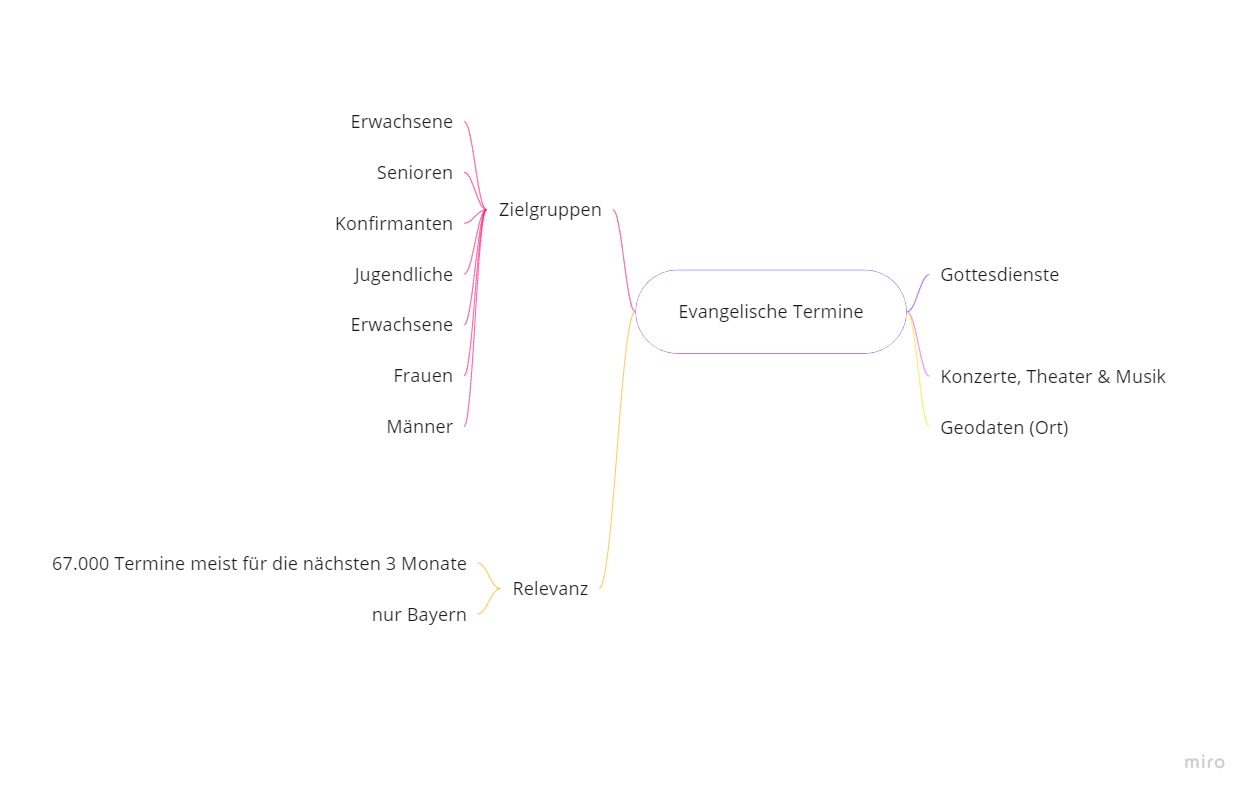 Erwachsene
Senioren
Konfirmanten
Jugendliche
Erwachsene
Frauen
Männer
Zielgruppen
67.000 Termine meist für die nächsten 3 Monate
nur Bayern
Relevanz
Evangelische Termine
Gottesdienste
Konzerte, Theater & Musik
Geodaten (Ort)
miro